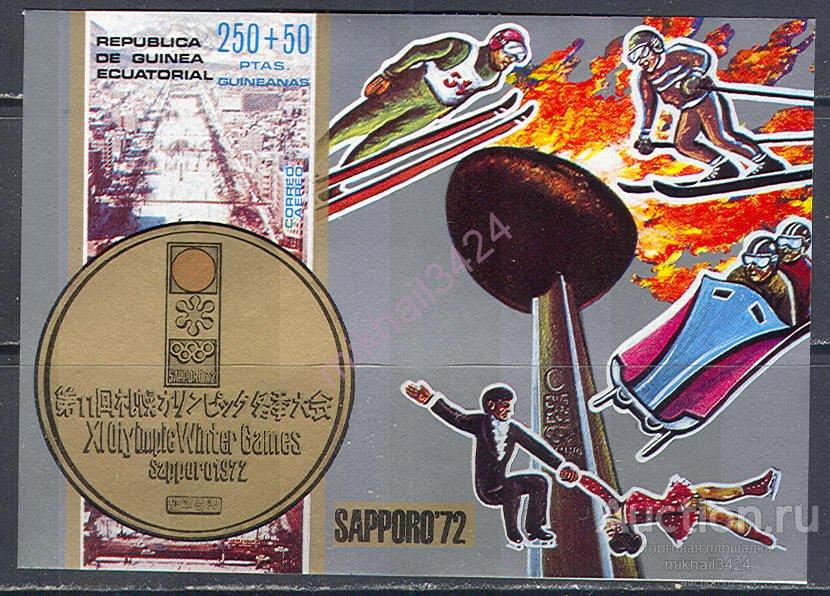 REPUBLICA
DE GUINEA
ECUATORIAL
250+50
PTAS.
GUINEANAS
CORREO
AEREO
SAPPORO'72
第11回札幌オリンピック冬季大会
XI Olympic Winter Games
Sapporo 1972
SAPPORO'72
mikhail3424
Auction.ru
торговая площадка
mikhail3424